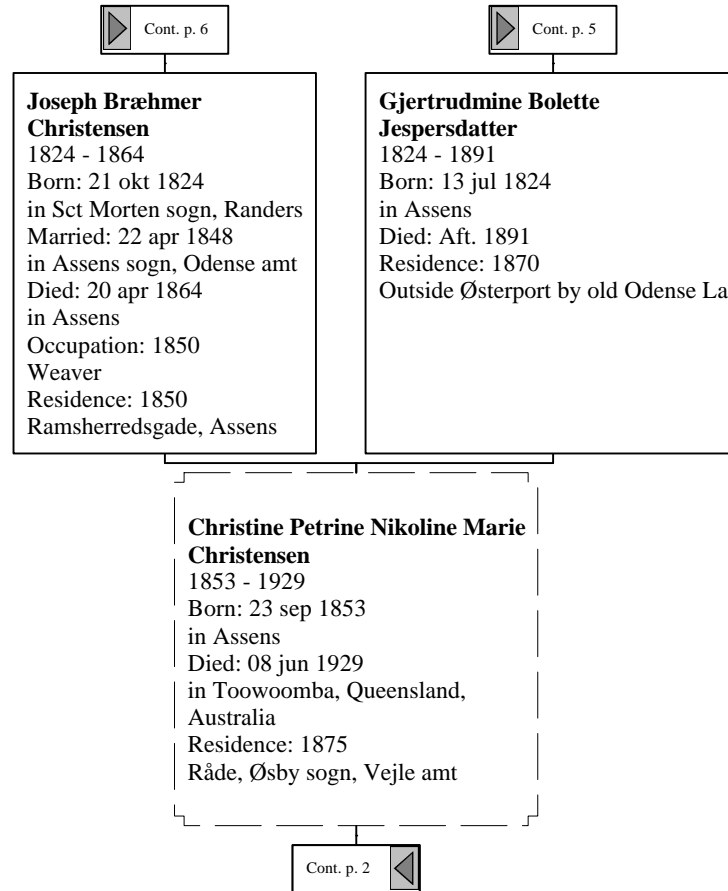 Cont. p. 6
Cont. p. 5
Joseph Bræhmer
Christensen
1824 - 1864
Born: 21 okt 1824
in Sct Morten sogn, Randers
Married: 22 apr 1848
in Assens sogn, Odense amt
Died: 20 apr 1864
in Assens
Occupation: 1850
Weaver
Residence: 1850
Ramsherredsgade, Assens
Gjertrudmine Bolette
Jespersdatter
1824 - 1891
Born: 13 jul 1824
in Assens
Died: Aft. 1891
Residence: 1870
Outside Østerport by old Odense La
Christine Petrine Nikoline Marie
Christensen
1853 - 1929
Born: 23 sep 1853
in Assens
Died: 08 jun 1929
in Toowoomba, Queensland,
Australia
Residence: 1875
Råde, Øsby sogn, Vejle amt
Cont. p. 2